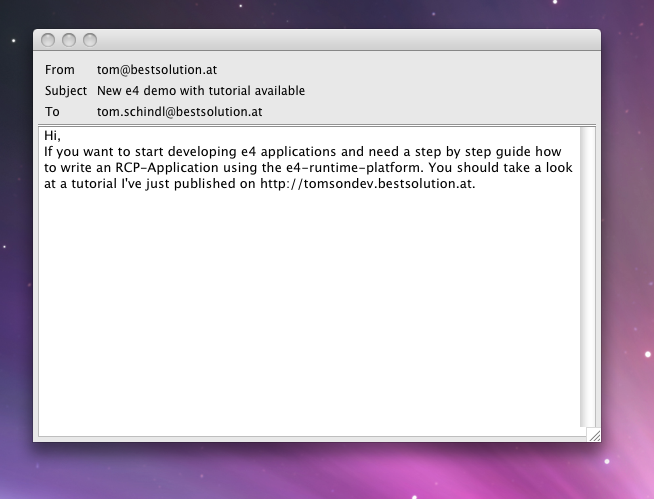 From tom@bestsolution.at
Subject New e4 demo with tutorial available
To tom.schindl@bestsolution.at
Hi,
If you want to start developing e4 applications and need a step by step guide how
to write an RCP-Application using the e4-runtime-platform. You should take a look
at a tutorial I've just published on http://tomsondev.bestsolution.at.